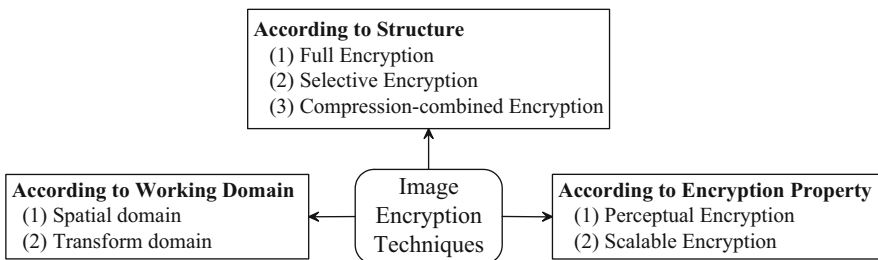 According to Structure
(1) Full Encryption
(2) Selective Encryption
(3) Compression-combined Encryption
According to Working Domain
(1) Spatial domain
(2) Transform domain
Image
Encryption
Techniques
According to Encryption Property
(1) Perceptual Encryption
(2) Scalable Encryption